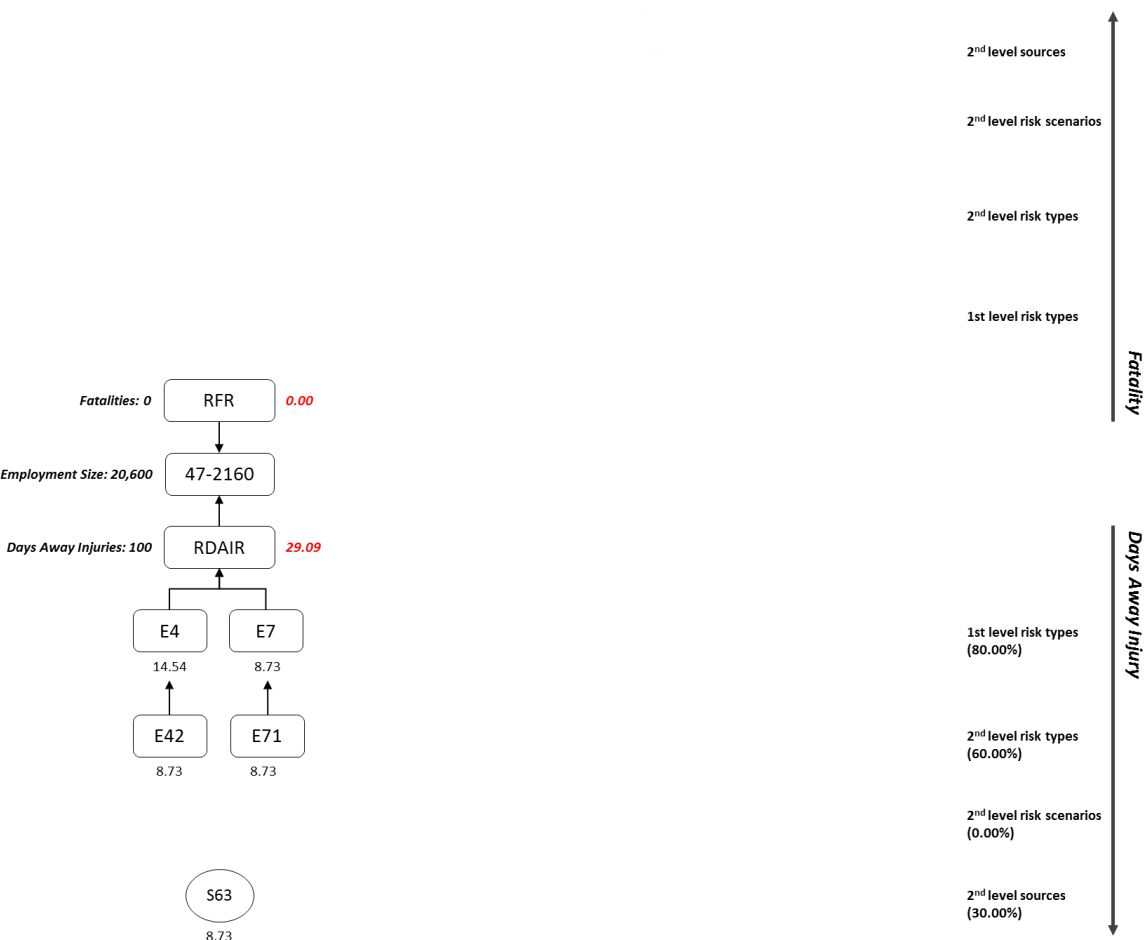 2nd level sources
2nd level risk scenarios
2nd level risk types
1st level risk types
Fatality
Fatalities: 0
RFR
0.00
Employment Size: 20,600
47-2160
Days Away Injuries: 100
RDAIR
29.09
Days Away Injury
E4
E7
1st level risk types
(80.00%)
14.54
8.73
E42
E71
2nd level risk types
(60.00%)
8.73
8.73
2nd level risk scenarios
(0.00%)
S63
2nd level sources
(30.00%)
8.73